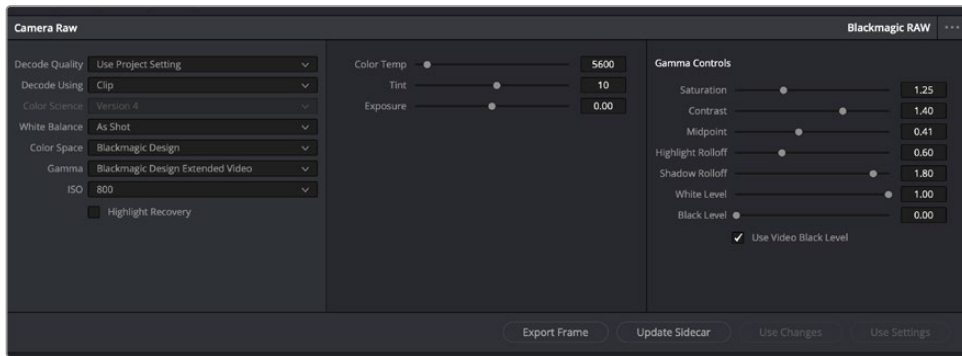 Camera Raw
Blackmagic RAW
Decode Quality Use Project Setting
Decode Using Clip
Color Science Version 4
White Balance As Shot
Color Space Blackmagic Design
Gamma Blackmagic Design Extended Video
ISO 800
Highlight Recovery
Color Temp 5600
Tint 10
Exposure 0.00
Gamma Controls
Saturation 1.25
Contrast 1.40
Midpoint 0.41
Highlight Rolloff 0.60
Shadow Rolloff 1.80
White Level 1.00
Black Level 0.00
Use Video Black Level
Export Frame Update Sidecar Use Changes Use Settings